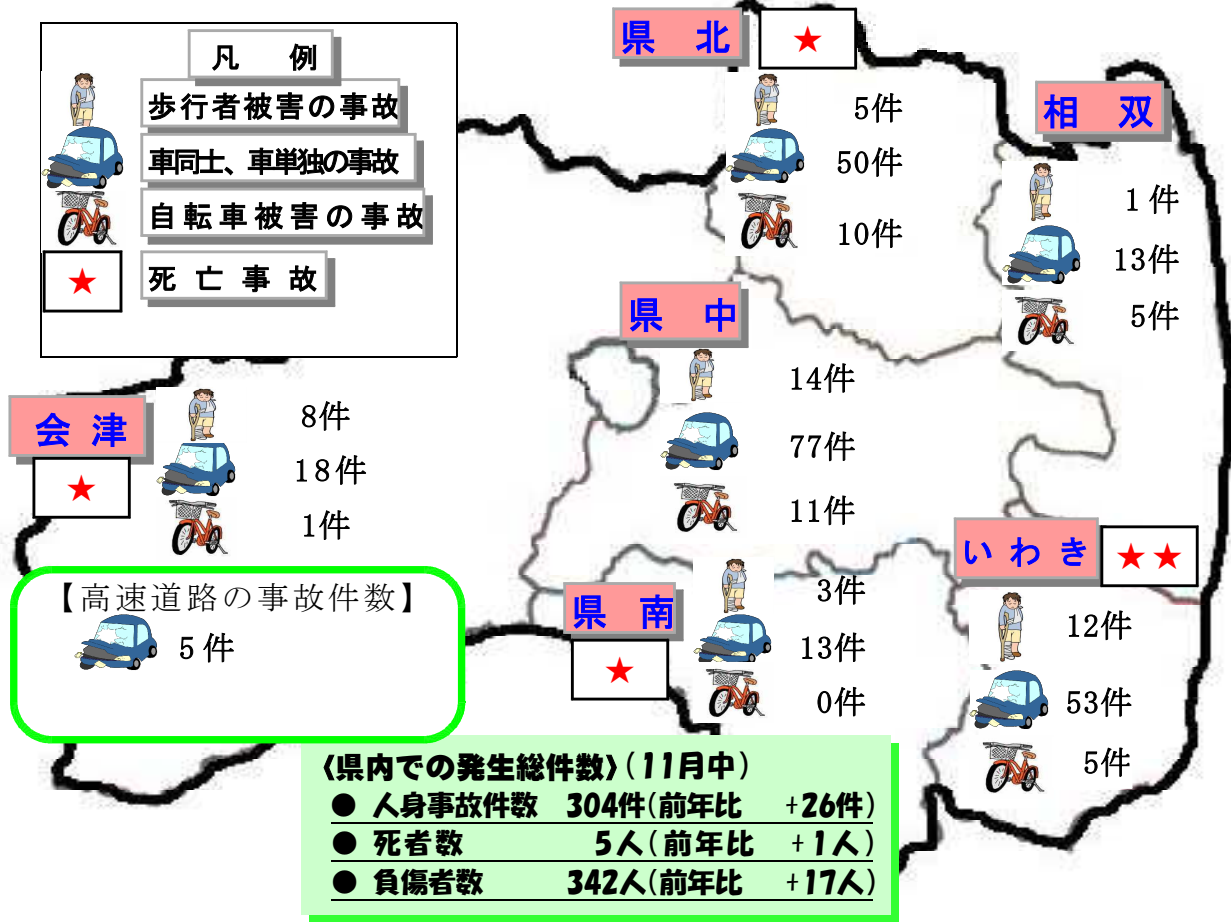 凡 例
歩行者被害の事故
車同士、車単独の事故
自転車被害の事故
★ 死亡事故
県 北 ★
5件
50件
10件
相 双
1件
13件
5件
県 中
14件
77件
11件
会 津
★
8件
18件
1件
いわき ★★
12件
53件
5件
県 南
★
3件
13件
0件
【高速道路の事故件数】
5件
〈県内での発生総件数〉(11月中)
● 人身事故件数 304件(前年比 +26件)
● 死者数 5人(前年比 +1人)
● 負傷者数 342人(前年比 +17人)